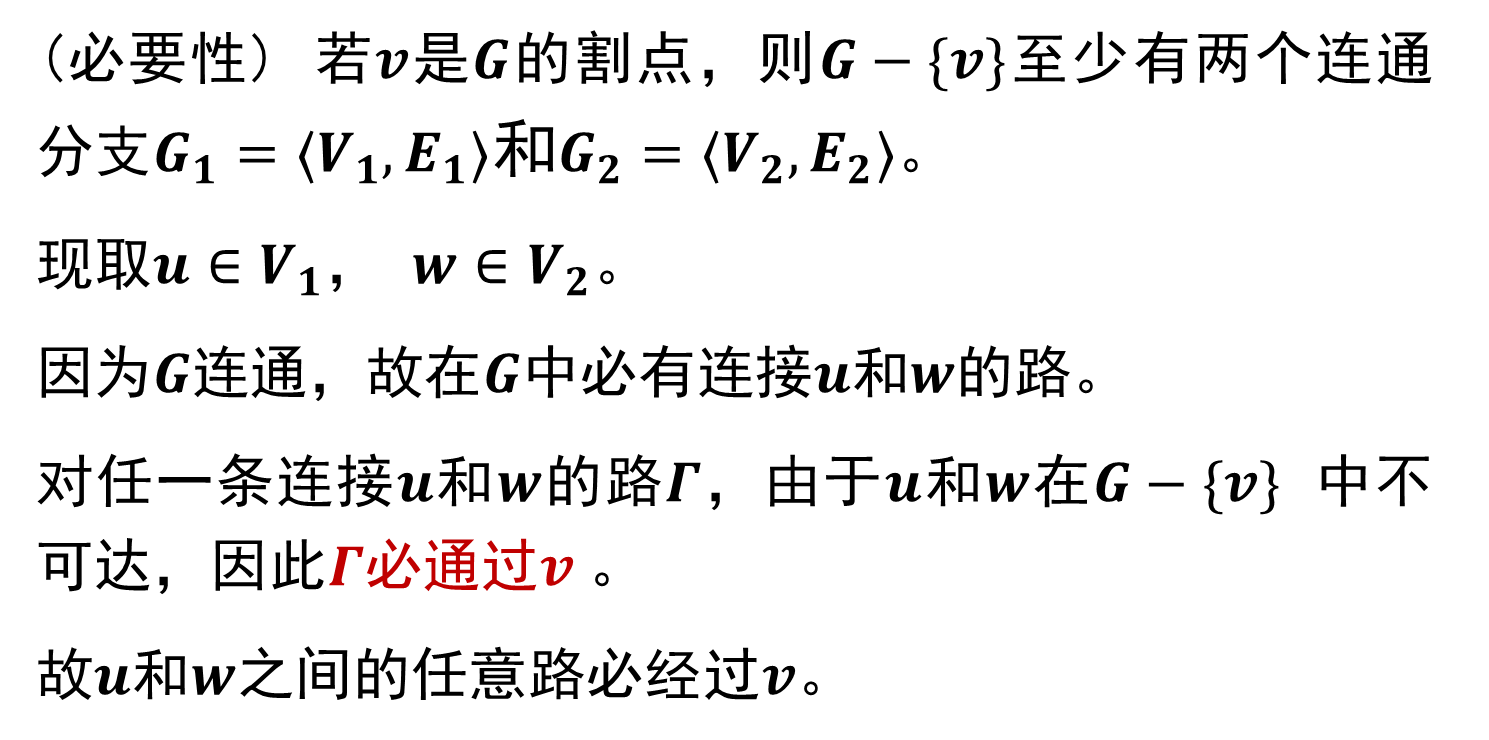 （必要性）若v是G的割点，则G − {v}至少有两个连通
分支G₁ = ⟨V₁, E₁⟩和G₂ = ⟨V₂, E₂⟩。
现取u ∈ V₁， w ∈ V₂。
因为G连通，故在G中必有连接u和w的路。
对任一条连接u和w的路Γ，由于u和w在G − {v} 中不
可达，因此Γ必通过v 。
故u和w之间的任意路必经过v。